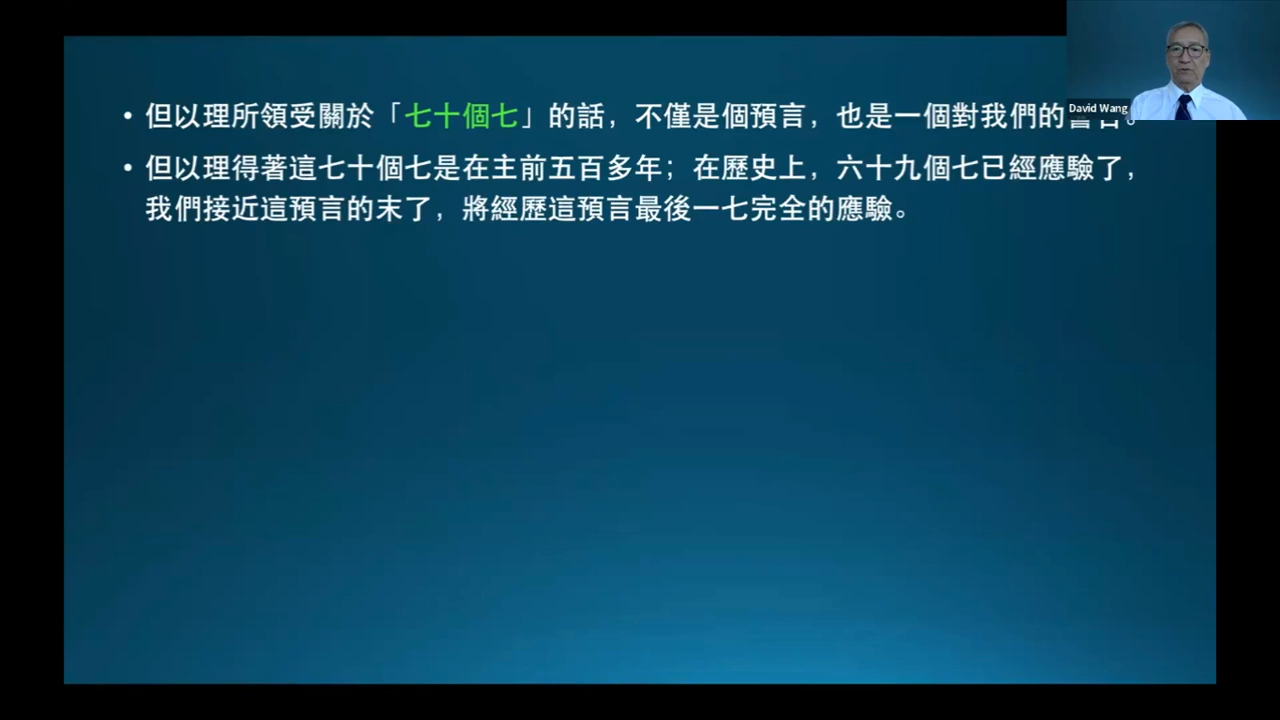 • 但以理所領受關於「七十個七」的話，不僅是個預言，也是一個對我們的
David Wang
• 但以理得著這七十個七是在主前五百多年；在歷史上，六十九個七已經應驗了，
我們接近這預言的末了，將經歷這預言最後一七完全的應驗。